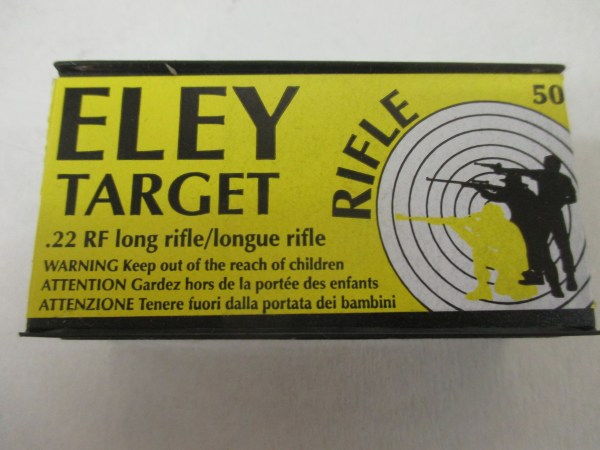 ELEY
TARGET
RIFLE
50
.22 RF long rifle/longue rifle
WARNING Keep out of the reach of children
ATTENTION Gardez hors de la portée des enfants
ATTENZIONE Tenere fuori dalla portata dei bambini